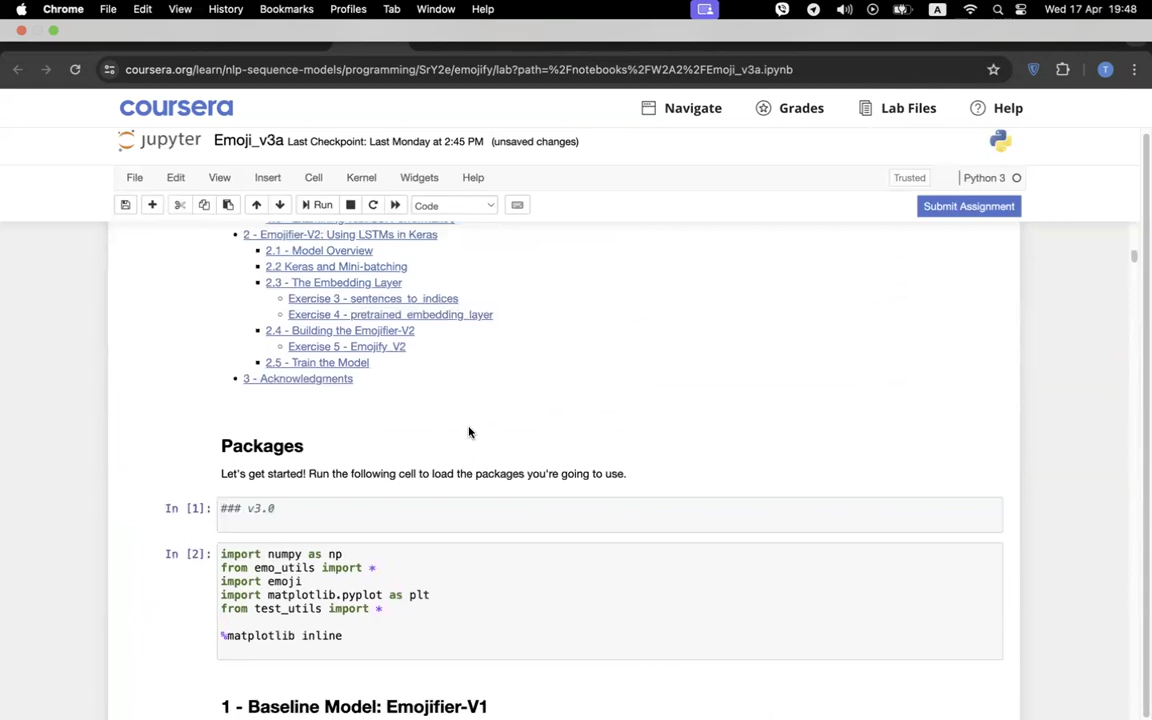 Chrome File Edit View History Bookmarks Profiles Tab Window Help A Wed 17 Apr 19:48
coursera.org/learn/nlp-sequence-models/programming/SrY2e/emojify/lab?path=%2Fnotebooks%2FW2A2%2FEmoji_v3a.ipynb T
coursera Navigate Grades Lab Files Help
jupyter Emoji_v3a Last Checkpoint: Last Monday at 2:45 PM (unsaved changes)
File Edit View Insert Cell Kernel Widgets Help Trusted Python 3
Run Code Submit Assignment
2 - Emojifier-V2: Using LSTMs in Keras
2.1 - Model Overview
2.2 Keras and Mini-batching
2.3 - The Embedding Layer
Exercise 3 - sentences_to_indices
Exercise 4 - pretrained_embedding_layer
2.4 - Building the Emojifier-V2
Exercise 5 - Emojify_V2
2.5 - Train the Model
3 - Acknowledgments
Packages
Let's get started! Run the following cell to load the packages you're going to use.
In [1]: ### v3.0
In [2]: import numpy as np
from emo_utils import *
import emoji
import matplotlib.pyplot as plt
from test_utils import *
%matplotlib inline
1 - Baseline Model: Emojifier-V1